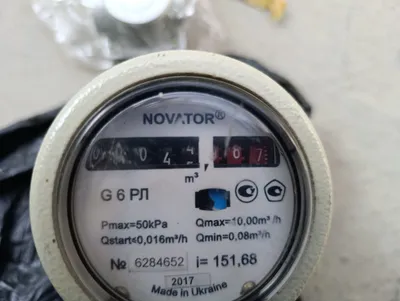 NOVATOR®
m³
G 6 РЛ
Pmax=50kPa Qmax=10,00m³/h
Qstart≤0,016m³/h Qmin=0,08m³/h
№ 6284652 i= 151,68
2017
Made in Ukraine